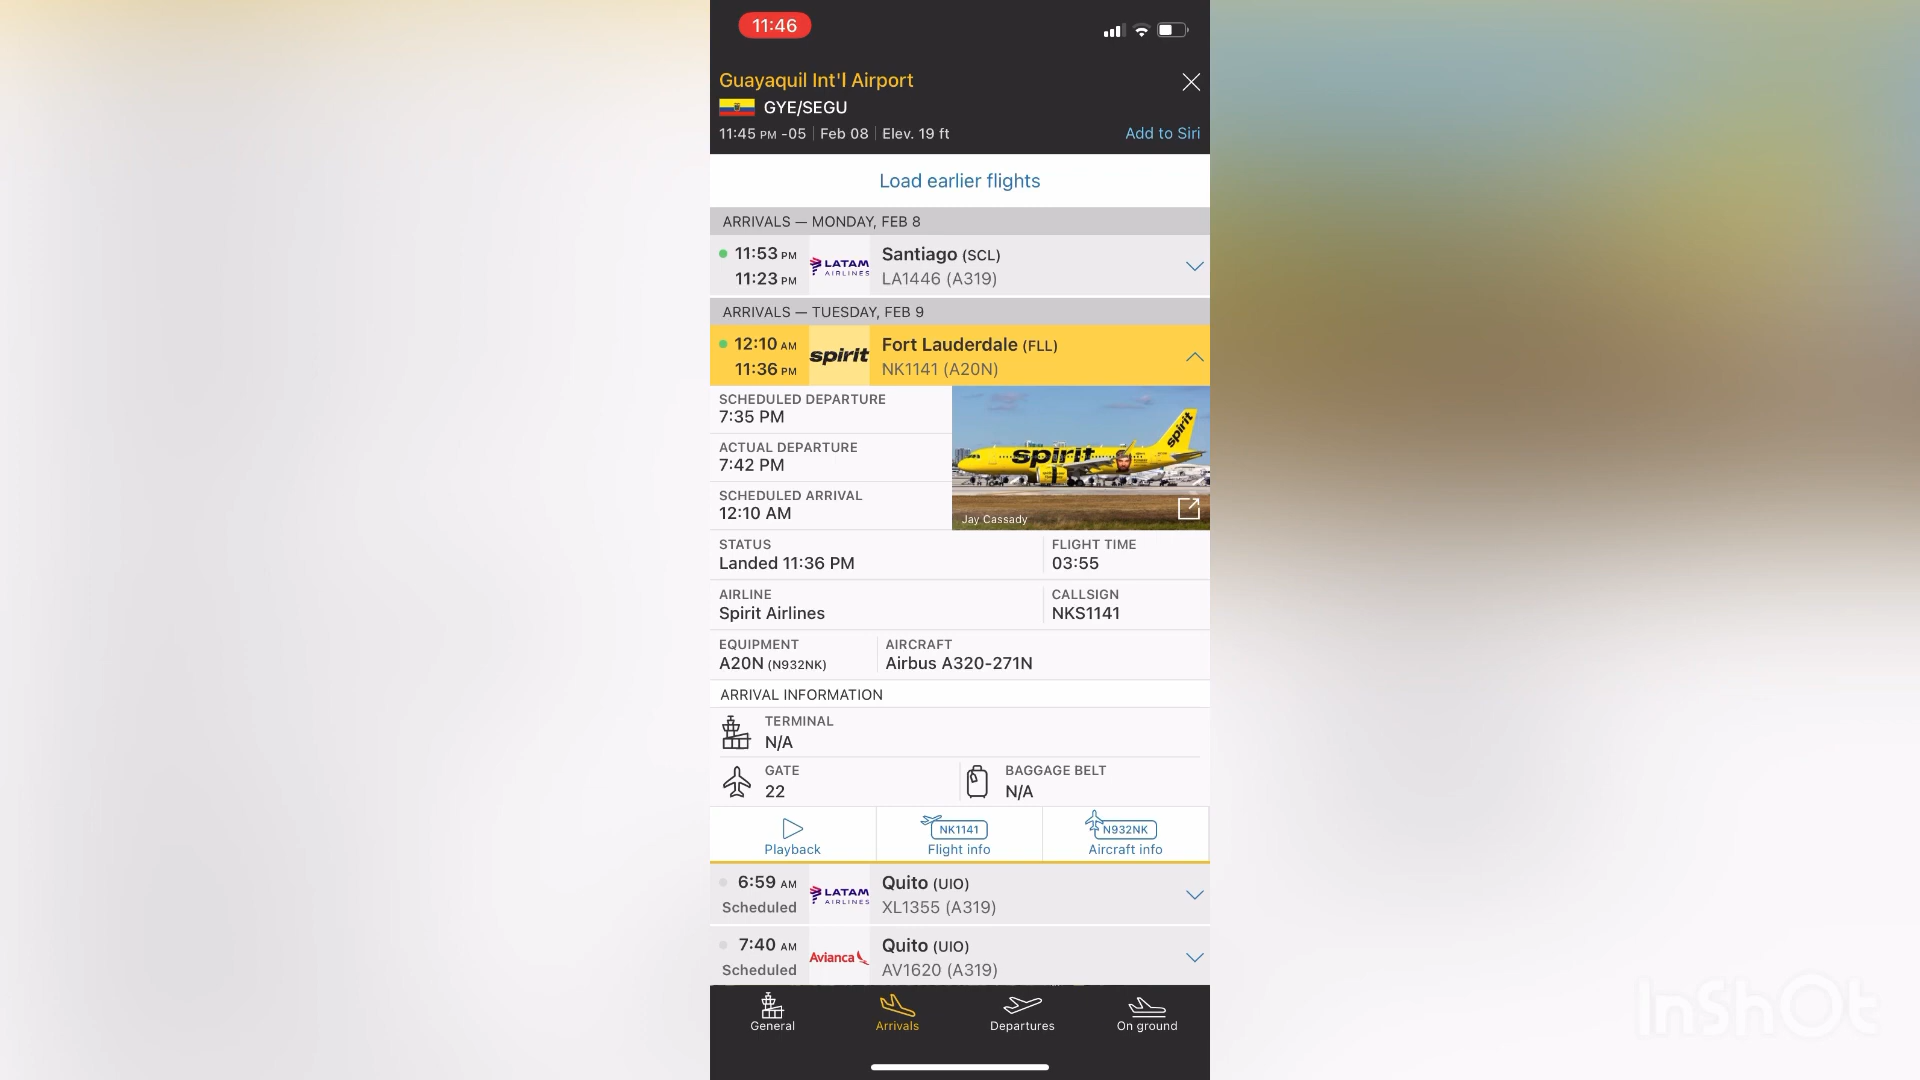 11:46
Guayaquil Int'l Airport
GYE/SEGU
11:45 PM -05 | Feb 08 | Elev. 19 ft
Add to Siri
Load earlier flights
ARRIVALS — MONDAY, FEB 8
11:53 PM
11:23 PM
LATAM
AIRLINES
Santiago (SCL)
LA1446 (A319)
ARRIVALS — TUESDAY, FEB 9
12:10 AM
11:36 PM
spirit
Fort Lauderdale (FLL)
NK1141 (A20N)
SCHEDULED DEPARTURE
7:35 PM
ACTUAL DEPARTURE
7:42 PM
SCHEDULED ARRIVAL
12:10 AM
spirit
spirit
Jay Cassady
STATUS
Landed 11:36 PM
FLIGHT TIME
03:55
AIRLINE
Spirit Airlines
CALLSIGN
NKS1141
EQUIPMENT
A20N (N932NK)
AIRCRAFT
Airbus A320-271N
ARRIVAL INFORMATION
TERMINAL
N/A
GATE
22
BAGGAGE BELT
N/A
Playback
NK1141
Flight info
N932NK
Aircraft info
6:59 AM
Scheduled
LATAM
AIRLINES
Quito (UIO)
XL1355 (A319)
7:40 AM
Scheduled
Avianca
Quito (UIO)
AV1620 (A319)
General
Arrivals
Departures
On ground
InShOt